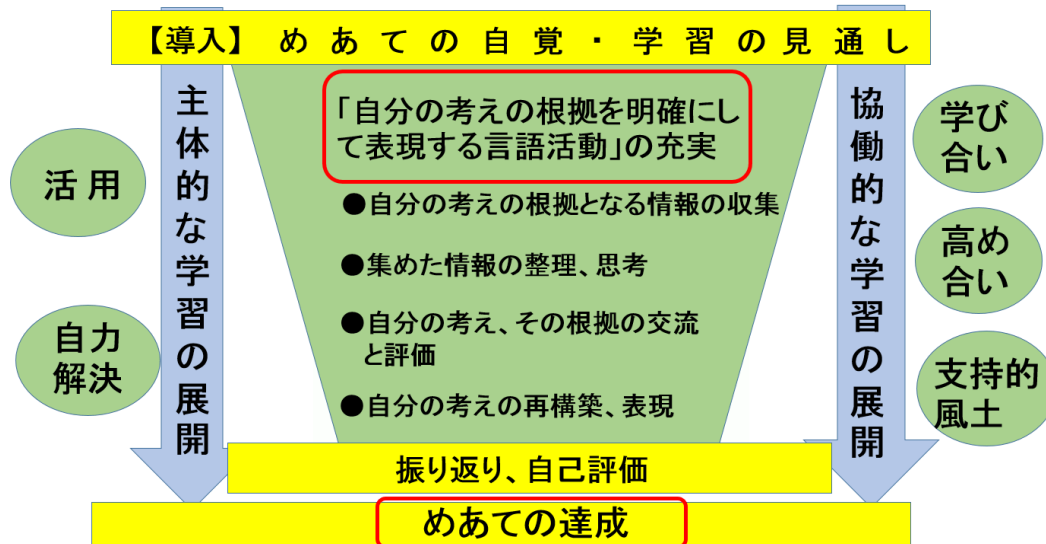 【導入】 め あ て の 自 覚 ・ 学 習 の 見 通 し
主体的な学習の展開
活 用
自力
解決
「自分の考えの根拠を明確にし
て表現する言語活動」の充実
●自分の考えの根拠となる情報の収集
●集めた情報の整理、思考
●自分の考え、その根拠の交流
と評価
●自分の考えの再構築、表現
協働的な学習の展開
学び
合い
高め
合い
支持的
風土
振り返り、自己評価
めあての達成